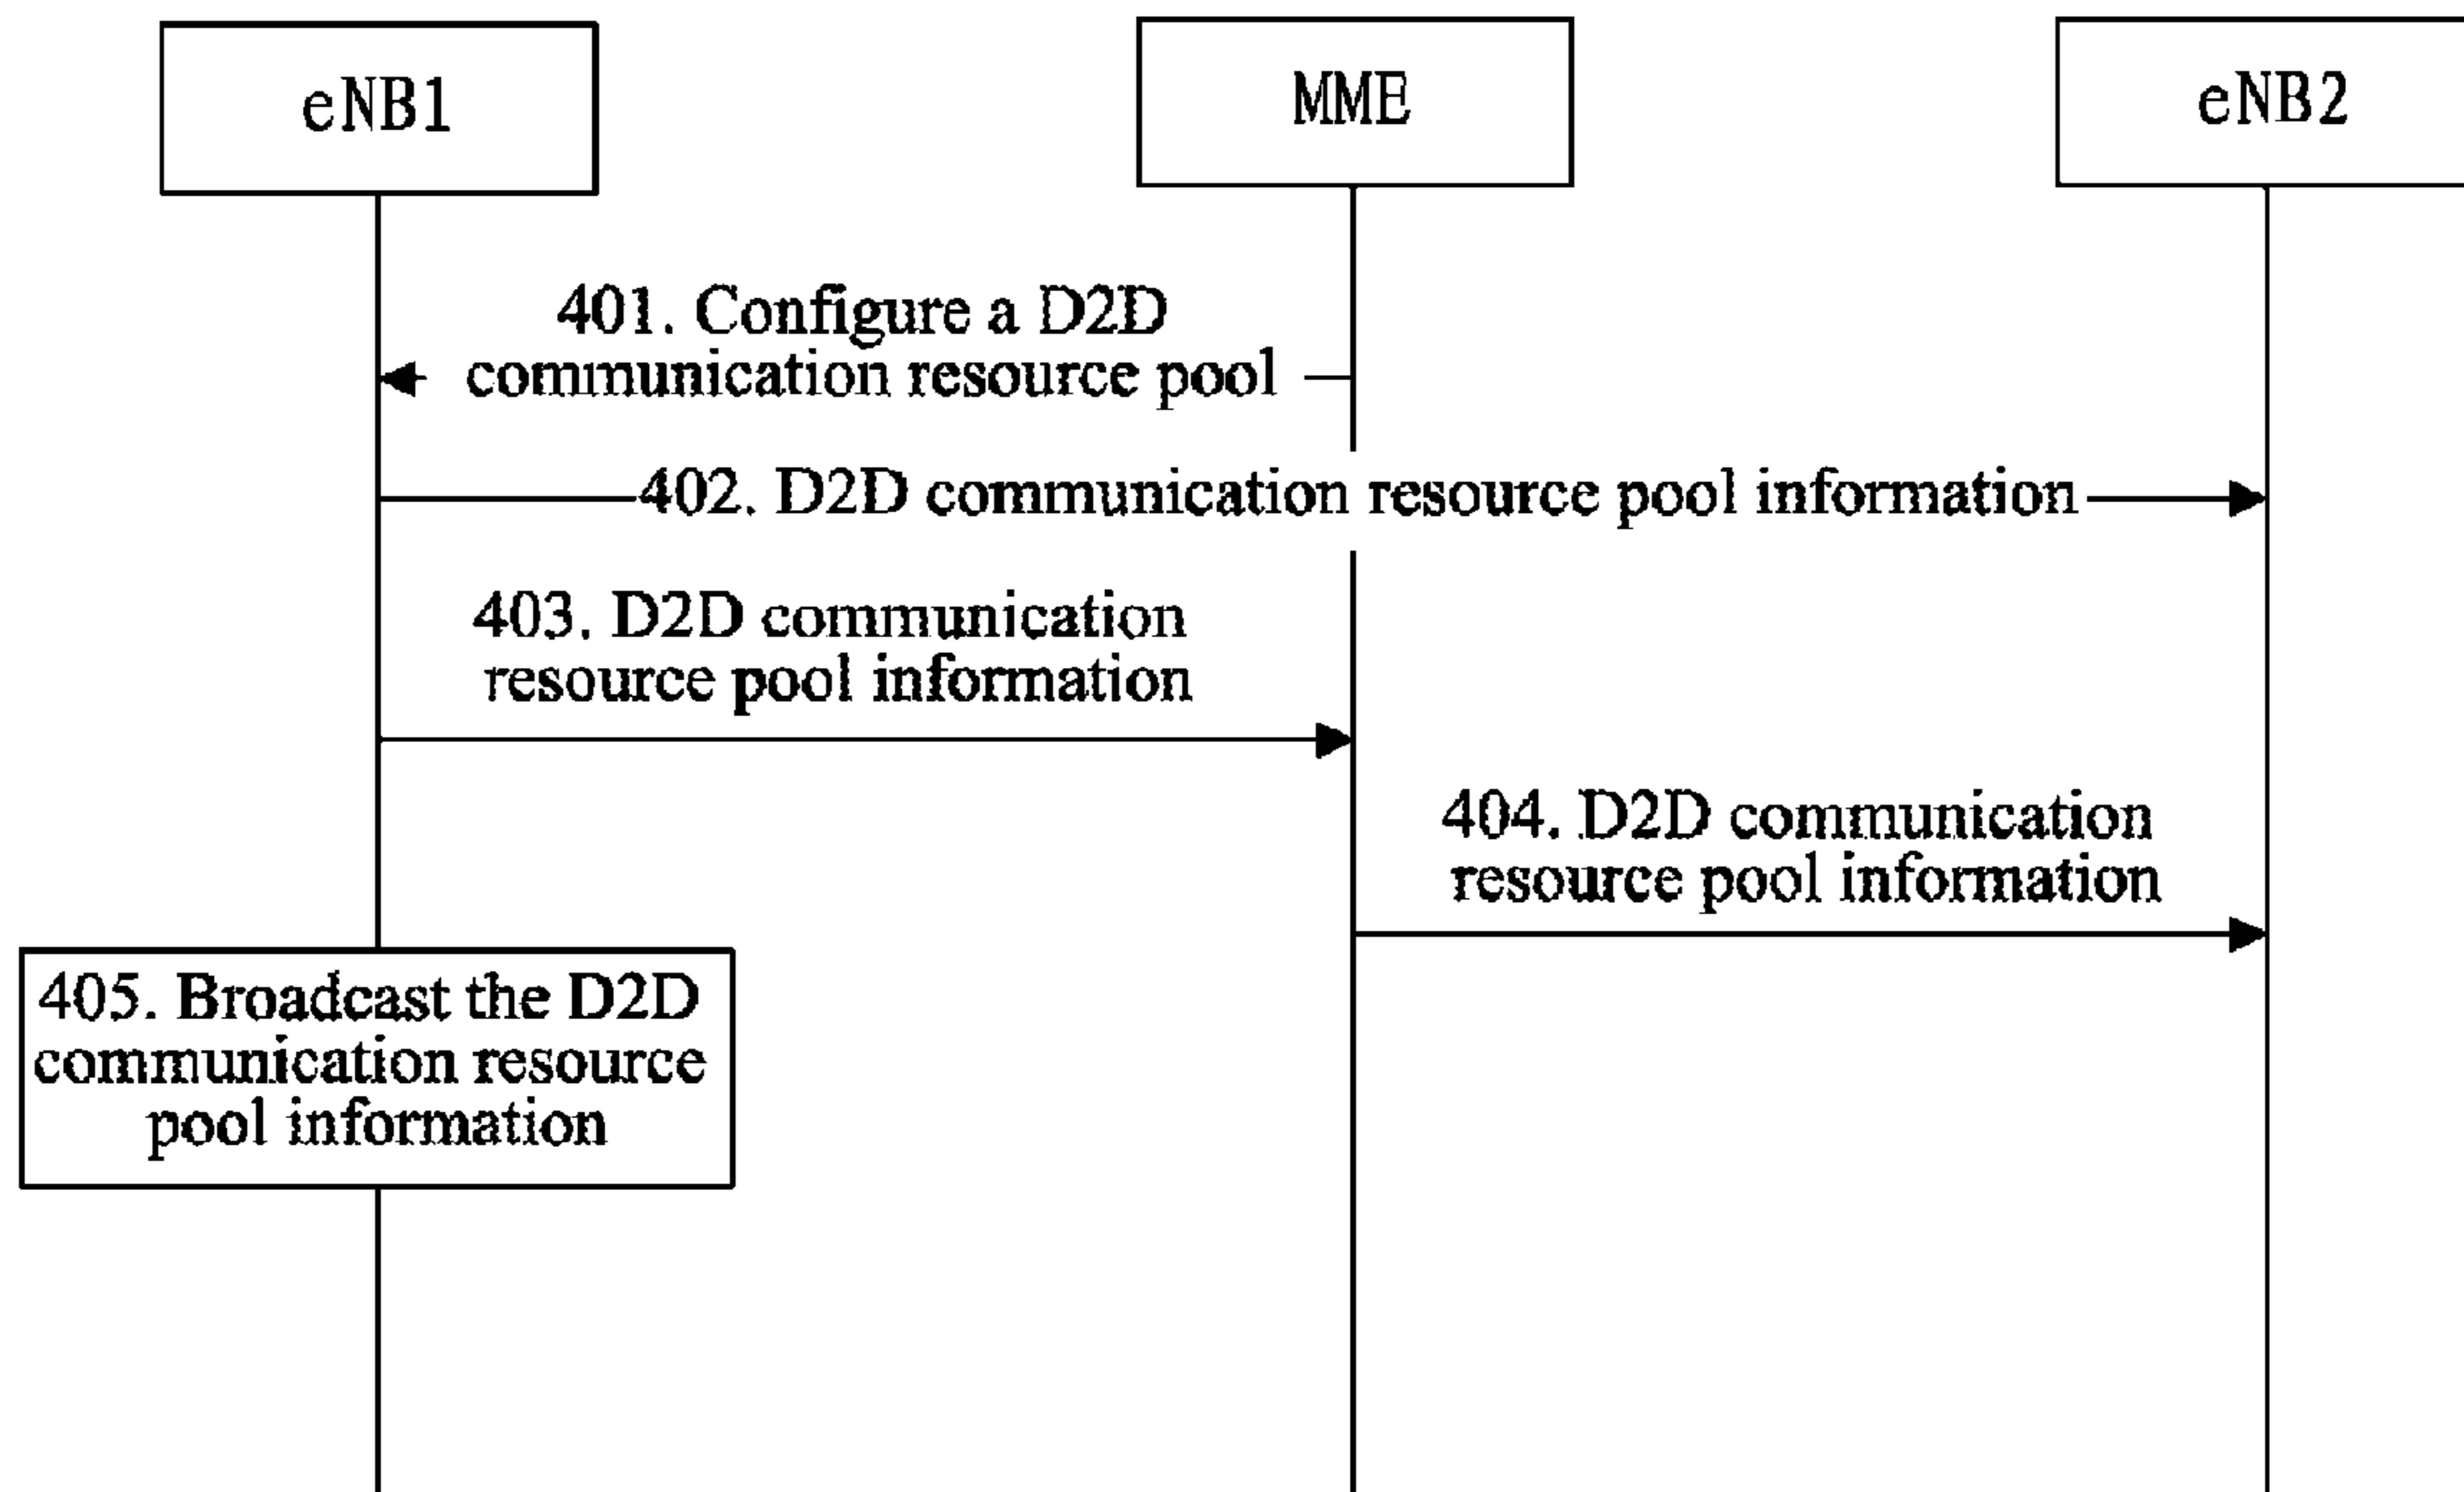 eNB1
MME
eNB2
401. Configure a D2D
communication resource pool
402. D2D communication resource pool information
403. D2D communication
resource pool information
404. D2D communication
resource pool information
405. Broadcast the D2D
communication resource
pool information